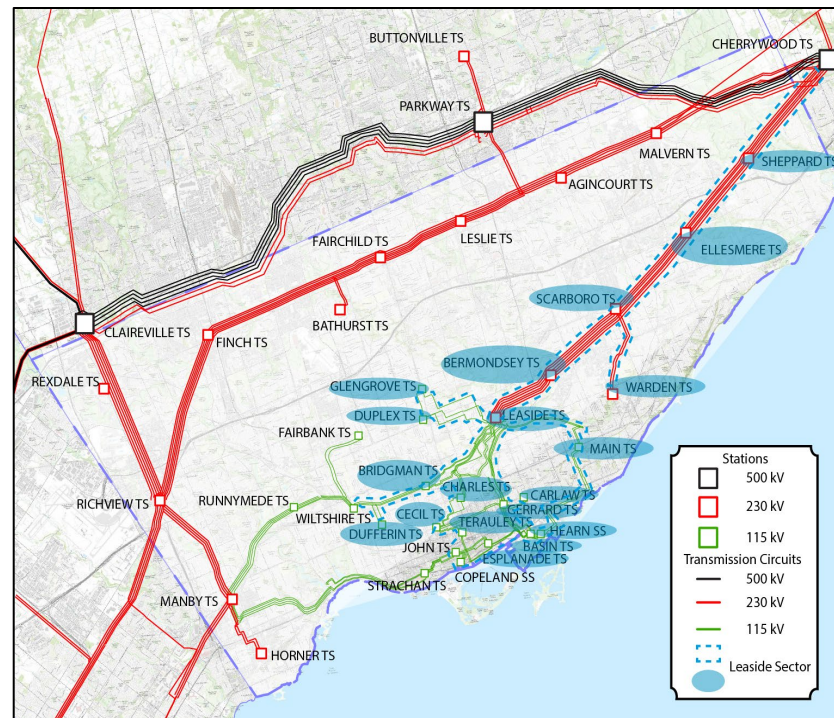 BUTTONVILLE TS
CHERRYWOOD TS
PARKWAY TS
MALVERN TS
SHEPPARD TS
AGINCOURT TS
LESLIE TS
FAIRCHILD TS
ELLESMERE TS
SCARBORO TS
BATHURST TS
CLAIREVILLE TS
FINCH TS
BERMONDSEY TS
REXDALE TS
GLENGROVE TS
WARDEN TS
DUPLEX TS
LEASIDE TS
FAIRBANK TS
MAIN TS
BRIDGMAN TS
CHARLES TS
CARLAW TS
RICHVIEW TS
RUNNYMEDE TS
GERRARD TS
WILTSHIRE TS
CECIL TS
TERAULEY TS
DUFFERIN TS
HEARN SS
JOHN TS
BASIN TS
ESPLANADE TS
STRACHAN TS
COPELAND SS
MANBY TS
HORNER TS
Stations
500 kV
230 kV
115 kV
Transmission Circuits
500 kV
230 kV
115 kV
Leaside Sector